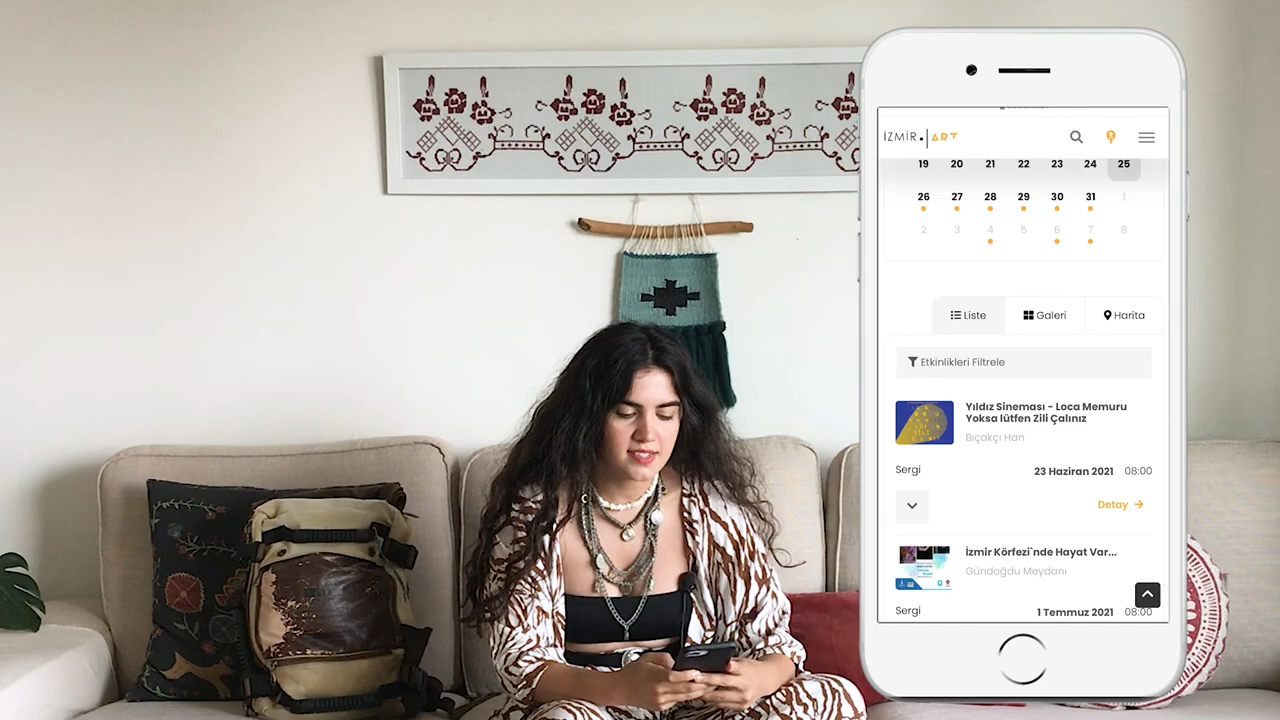 İZMİR.|ART
19 20 21 22 23 24 25
26 27 28 29 30 31 1
2 3 4 5 6 7 8
Liste Galeri Harita
Etkinlikleri Filtrele
Yıldız Sineması - Loca Memuru
Yoksa lütfen Zili Çalınız
Bıçakçı Han
Sergi 23 Haziran 2021 08:00
Detay →
İzmir Körfezi`nde Hayat Var...
Gündoğdu Meydanı
Sergi 1 Temmuz 2021 08:00